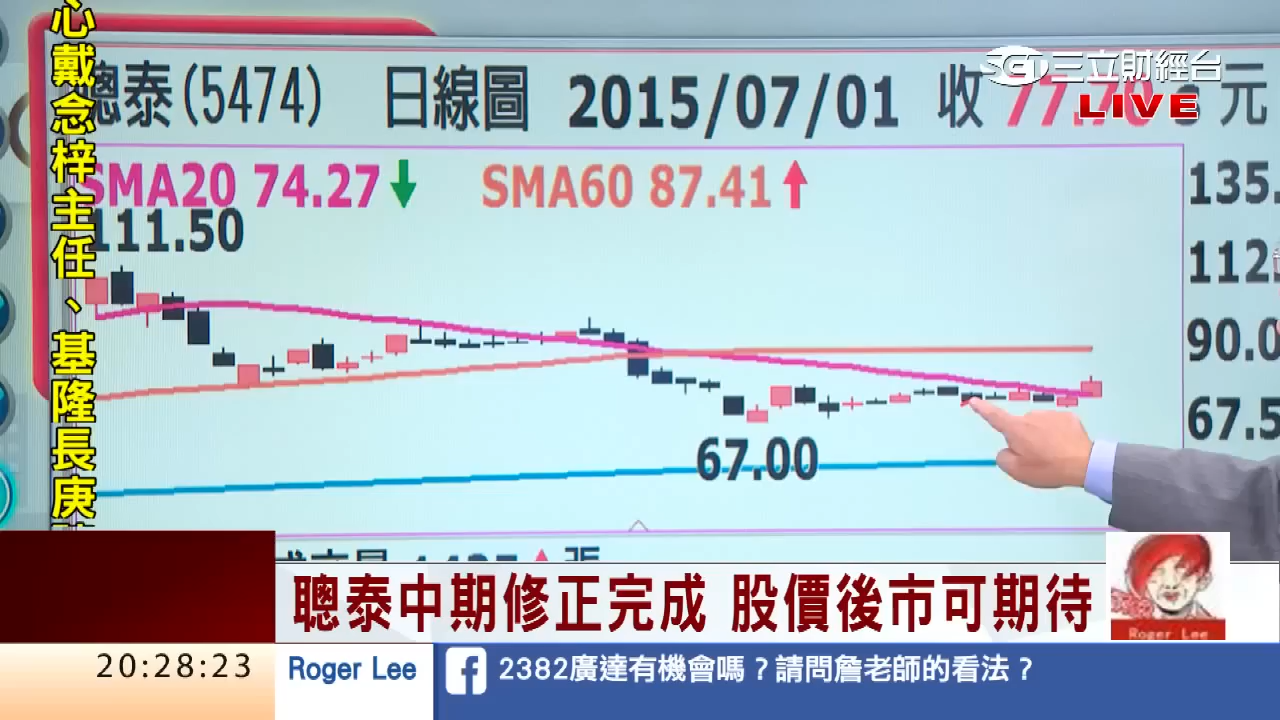 心戴念梓主任、基隆長庚
聰泰(5474) 日線圖 2015/07/01 收 77.70 s 元
三立財經台
LIVE
SMA20 74.27↓ SMA60 87.41↑
111.50
135.
112
90.0
67.5
67.00
聰泰中期修正完成 股價後市可期待
Roger Lee
20:28:23
Roger Lee
f 2382廣達有機會嗎？請問詹老師的看法？